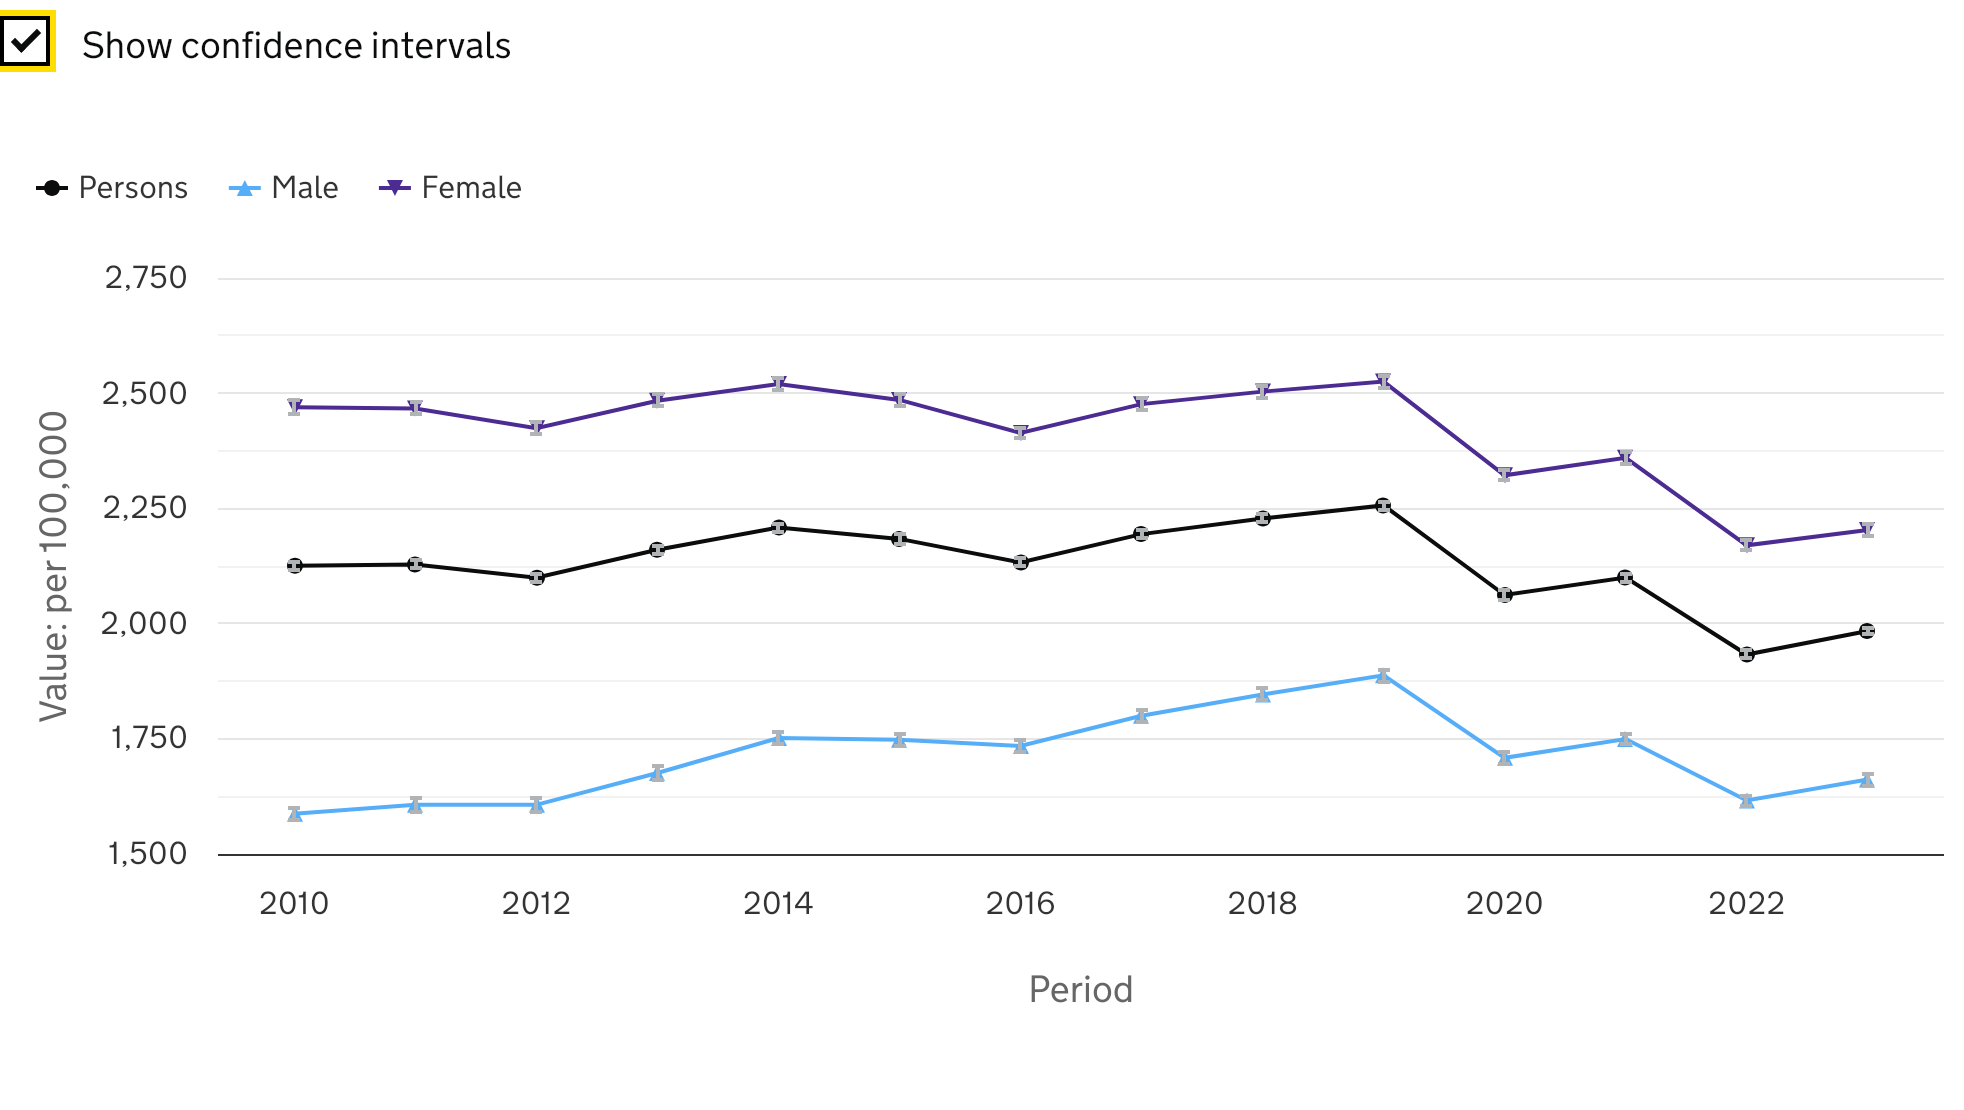 Show confidence intervals
Persons Male Female
2,750
2,500
2,250
2,000
1,750
1,500
Value: per 100,000
2010 2012 2014 2016 2018 2020 2022
Period